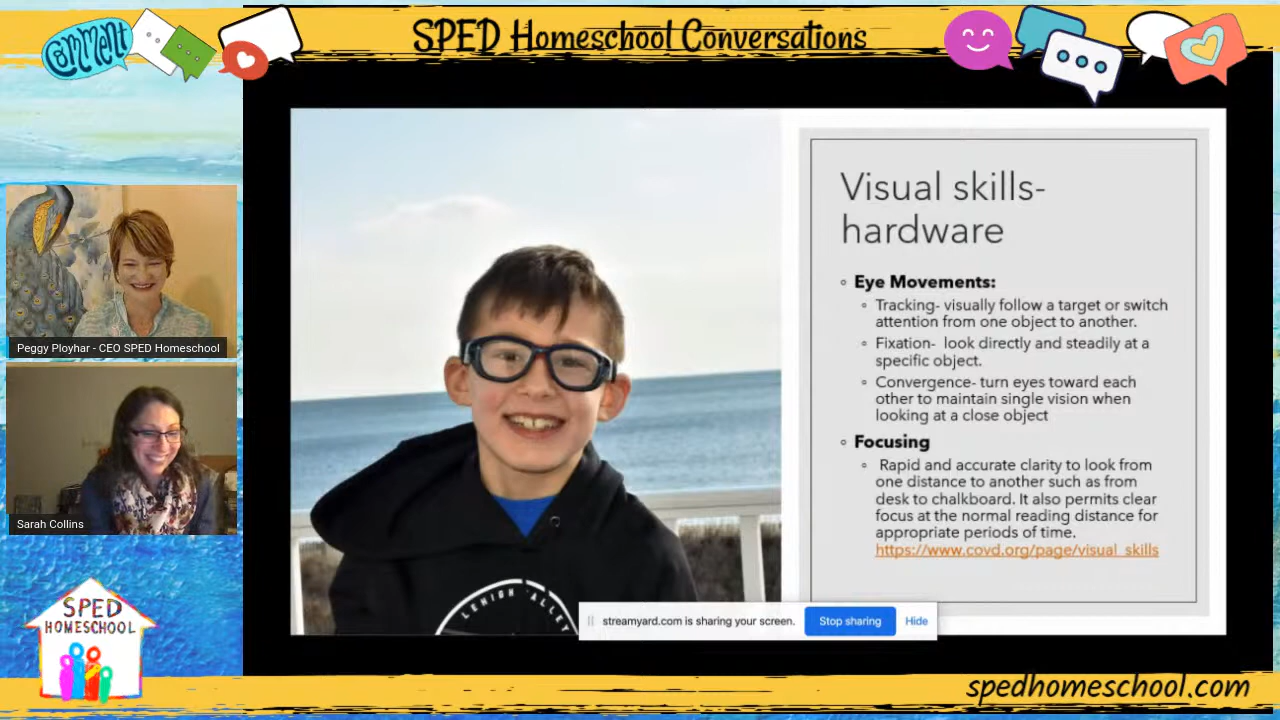 Comment
SPED Homeschool Conversations
Visual skills-
hardware
Eye Movements:
Tracking- visually follow a target or switch
attention from one object to another.
Fixation- look directly and steadily at a
specific object.
Convergence- turn eyes toward each
other to maintain single vision when
looking at a close object
Focusing
Rapid and accurate clarity to look from
one distance to another such as from
desk to chalkboard. It also permits clear
focus at the normal reading distance for
appropriate periods of time.
https://www.covd.org/page/visual_skills
Peggy Ployhar - CEO SPED Homeschool
Sarah Collins
LEHIGH VALLEY
streamyard.com is sharing your screen.
Stop sharing
Hide
SPED
HOMESCHOOL
spedhomeschool.com